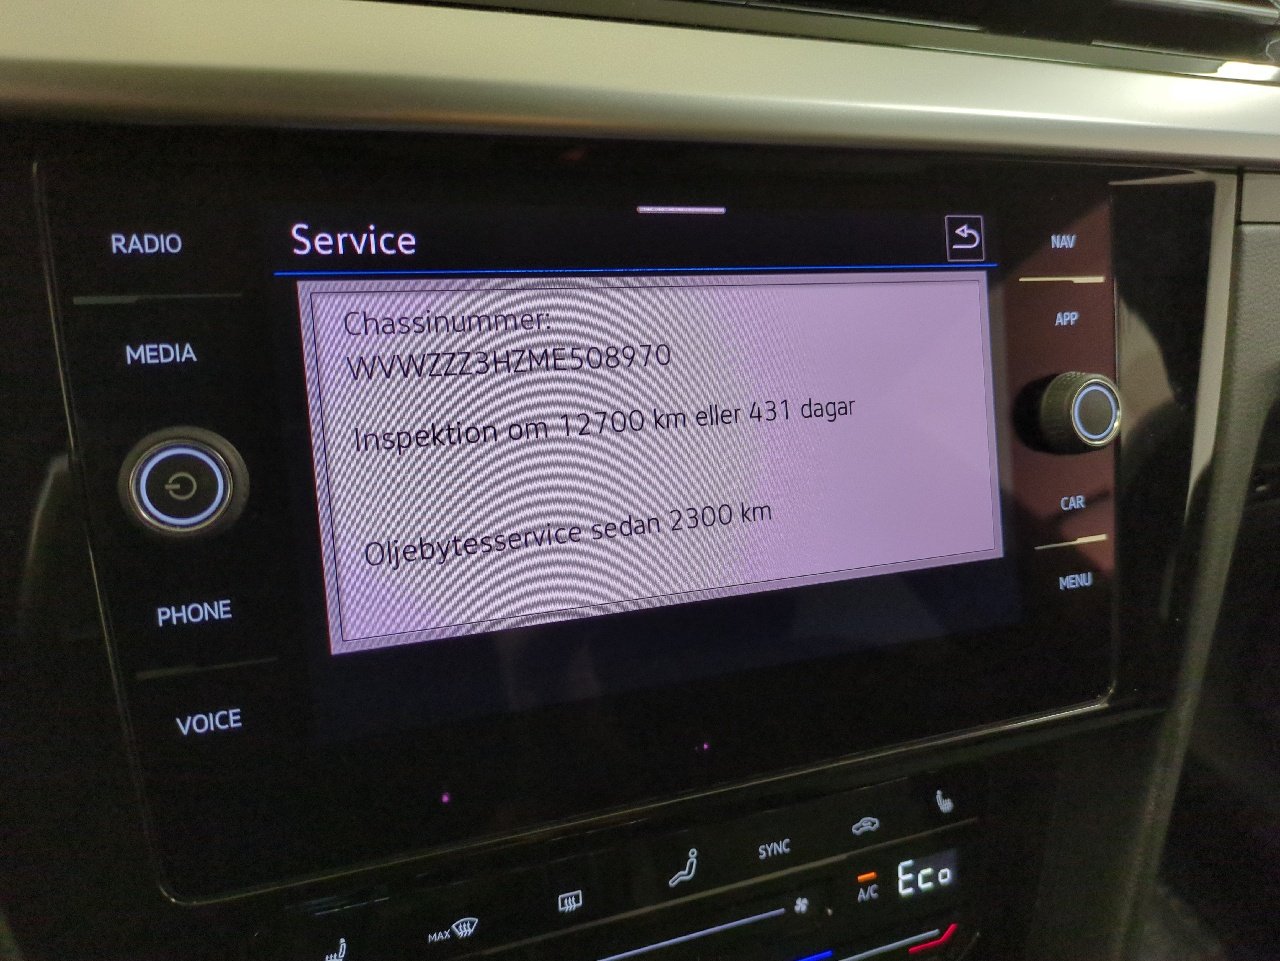 RADIO
MEDIA
PHONE
VOICE
Service
Chassinummer:
WVWZZZ3HZME508970
Inspektion om 12700 km eller 431 dagar
Oljebytesservice sedan 2300 km
NAV
APP
CAR
MENU
MAX
SYNC
A/C
Eco